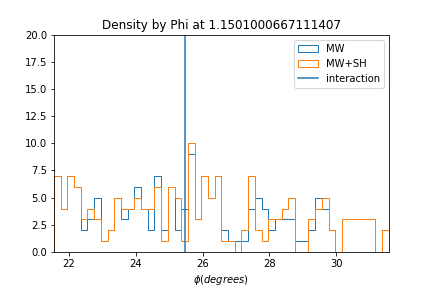 Density by Phi at 1.1501000667111407
20.0
17.5
15.0
12.5
10.0
7.5
5.0
2.5
0.0
MW
MW+SH
interaction
22 24 26 28 30
ϕ(degrees)